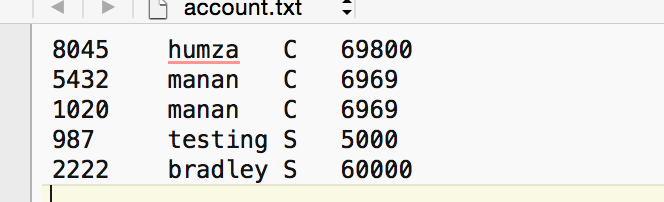 account.txt
8045 humza C 69800
5432 manan C 6969
1020 manan C 6969
987 testing S 5000
2222 bradley S 60000